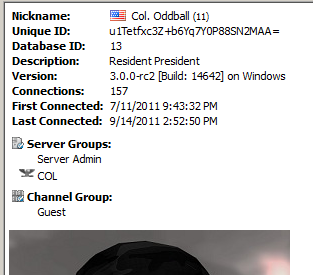 Nickname: Col. Oddball (11)
Unique ID: u1Tetfxc3Z+b6Yq7Y0P88SN2MAA=
Database ID: 13
Description: Resident President
Version: 3.0.0-rc2 [Build: 14642] on Windows
Connections: 157
First Connected: 7/11/2011 9:43:32 PM
Last Connected: 9/14/2011 2:52:50 PM
Server Groups:
Server Admin
COL
Channel Group:
Guest